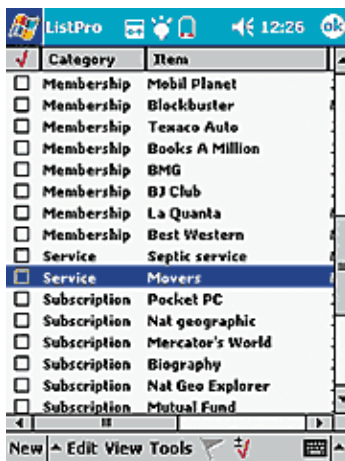 ListPro 12:26 ok
Category Item
Membership Mobil Planet
Membership Blockbuster
Membership Texaco Auto
Membership Books A Million
Membership BMG
Membership BJ Club
Membership La Quanta
Membership Best Western
Service Septic service
Service Movers
Subscription Pocket PC
Subscription Nat geographic
Subscription Mercator's World
Subscription Biography
Subscription Nat Geo Explorer
Subscription Mutual Fund
New Edit View Tools